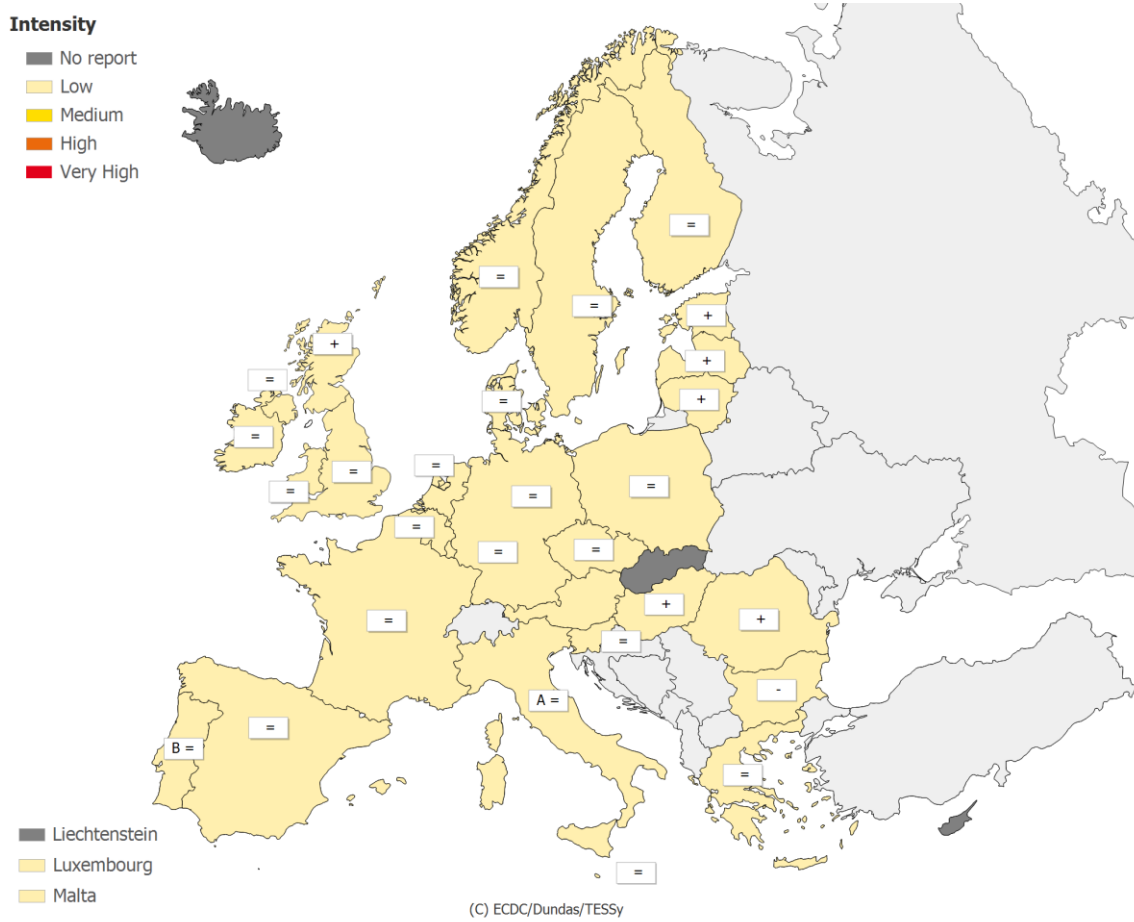 Intensity
No report
Low
Medium
High
Very High
=
=
=
+
+
=
+
=
=
+
=
=
=
=
=
=
=
=
=
+
+
=
=
-
A =
=
B =
=
=
Liechtenstein
Luxembourg
Malta
(C) ECDC/Dundas/TESSy